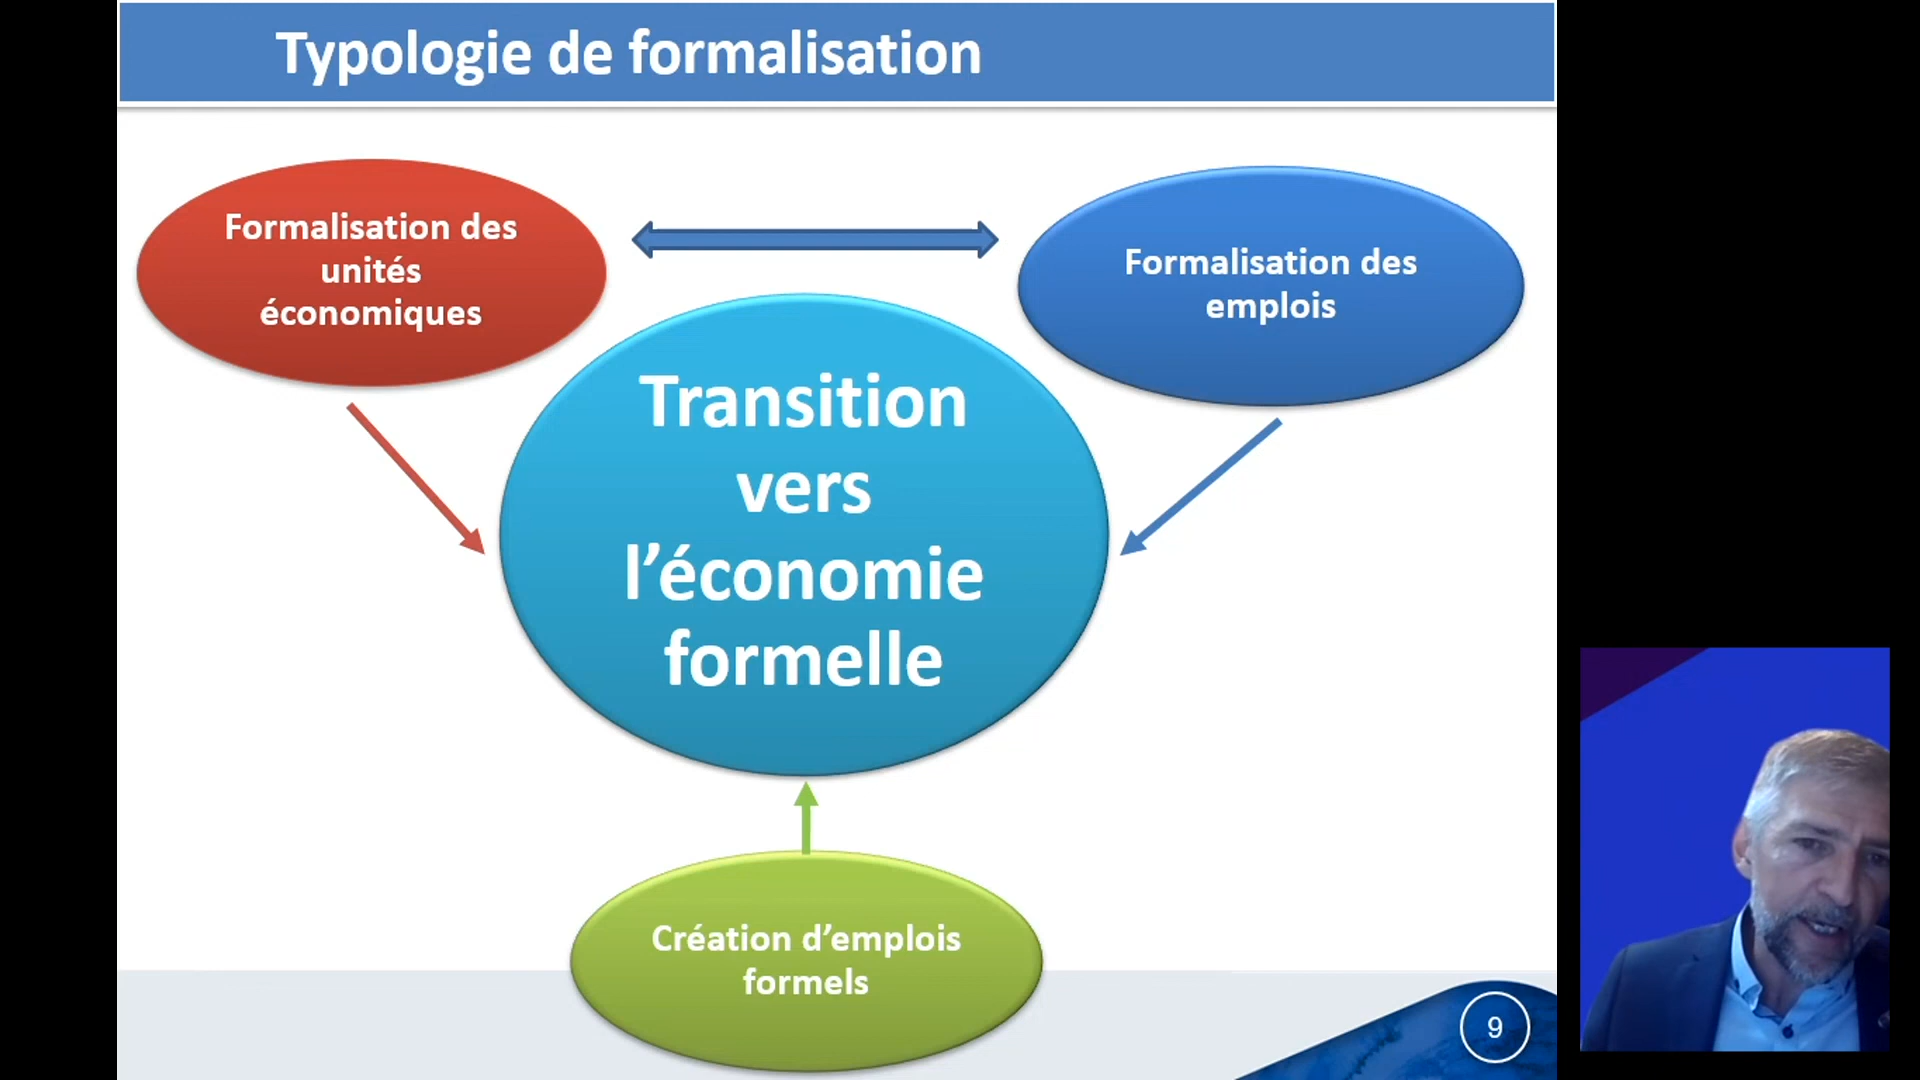 Typologie de formalisation
Formalisation des
unités
économiques
Formalisation des
emplois
Transition
vers
l’économie
formelle
Création d’emplois
formels
9